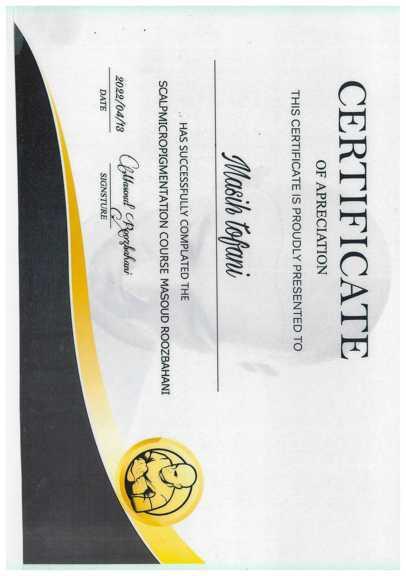 CERTIFICATE
OF APRECIATION
THIS CERTIFICATE IS PROUDLY PRESENTED TO
Masih Tofani
HAS SUCCESSFULLY COMPLATED THE
SCALPMICROPIGMENTATION COURSE MASOUD ROOZBAHANI
2022/04/13
Masoud Roozbahani
DATE
SIGNSTURE